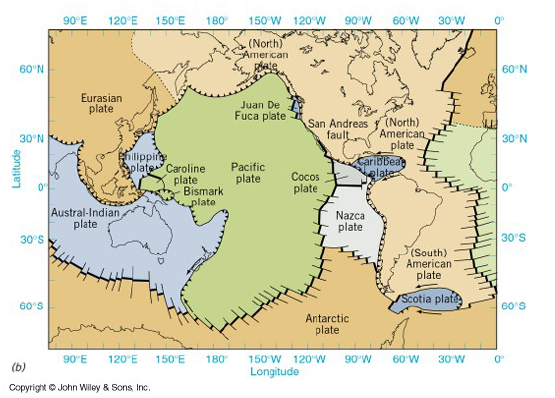 90°E 120°E 150°E 180° 150°W 120°W 90°W 60°W 30°W 0°
(North)
American
plate
60°N
60°N
Eurasian
plate
Juan De
Fuca plate
San Andreas
fault
(North)
American
plate
30°N
30°N
Philippine
plate
Caroline
plate
Bismark
plate
Pacific
plate
Cocos
plate
Caribbean
plate
Latitude
0°
0°
Austral-Indian
plate
Nazca
plate
30°S
30°S
(South)
American
plate
Scotia plate
60°S
60°S
Antarctic
plate
90°E 120°E 150°E 180° 150°W 120°W 90°W 60°W 30°W 0°
(b)
Longitude
Copyright © John Wiley & Sons, Inc.